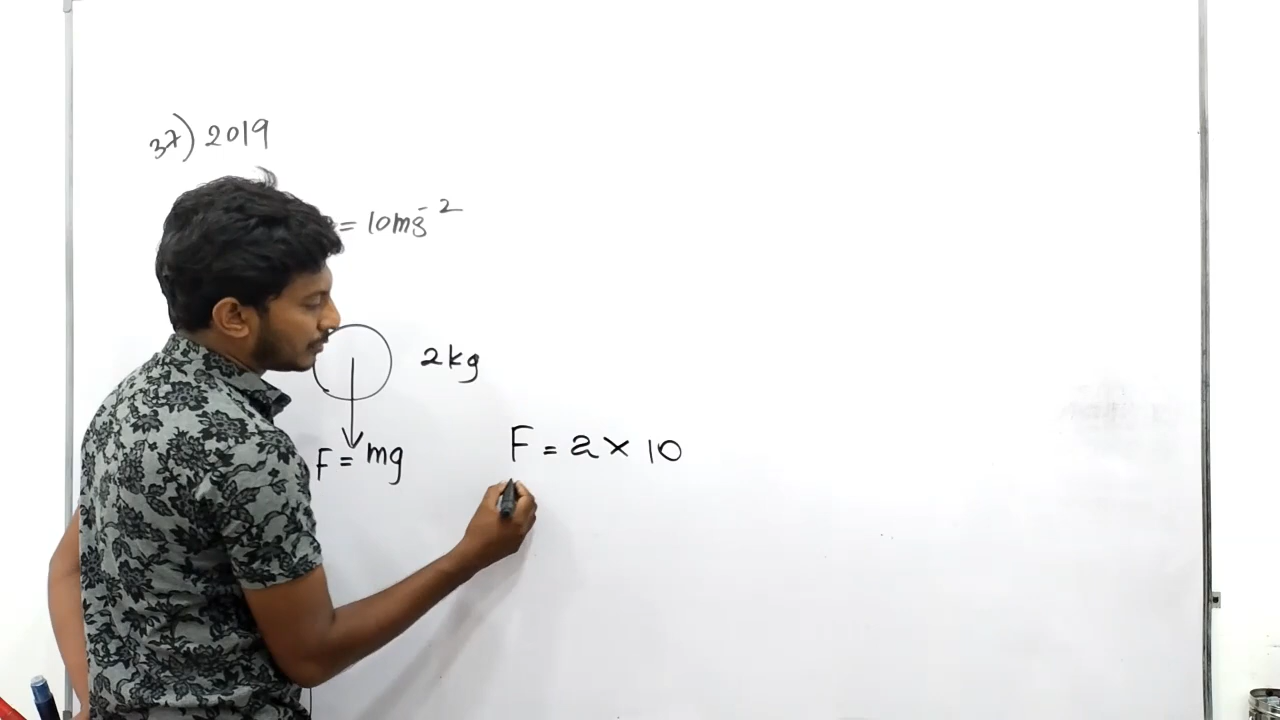 37) 2019
= 10ms⁻²
2kg
F = mg
F = 2 × 10